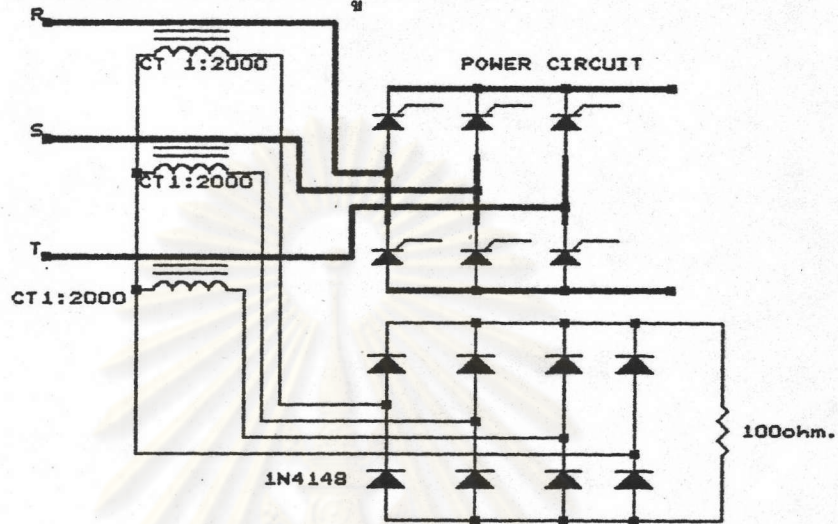 R
CT 1:2000
POWER CIRCUIT
S
CT1:2000
T
CT1:2000
100ohm.
1N4148